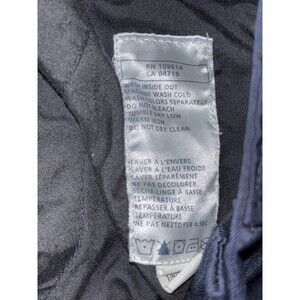 RN 109514
CA 04719
WASH INSIDE OUT
MACHINE WASH COLD
WASH COLORS SEPARATELY
DO NOT BLEACH
TUMBLE DRY LOW
WARM IRON
DO NOT DRY CLEAN
LAVER À L'ENVERS
LAVER À L'EAU FROIDE
LAVER SÉPARÉMENT
NE PAS DÉCOLORER
SÈCHE-LINGE À BASSE
TEMPÉRATURE
REPASSER À BASSE
TEMPÉRATURE
NE PAS NETTOYER À SEC